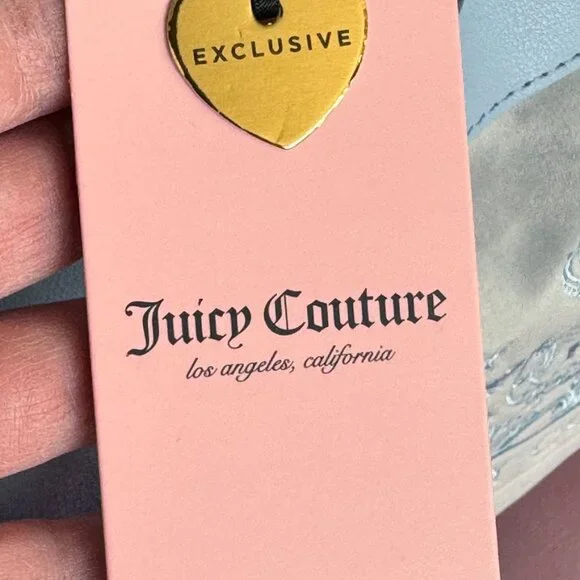 EXCLUSIVE
Juicy Couture
los angeles, california